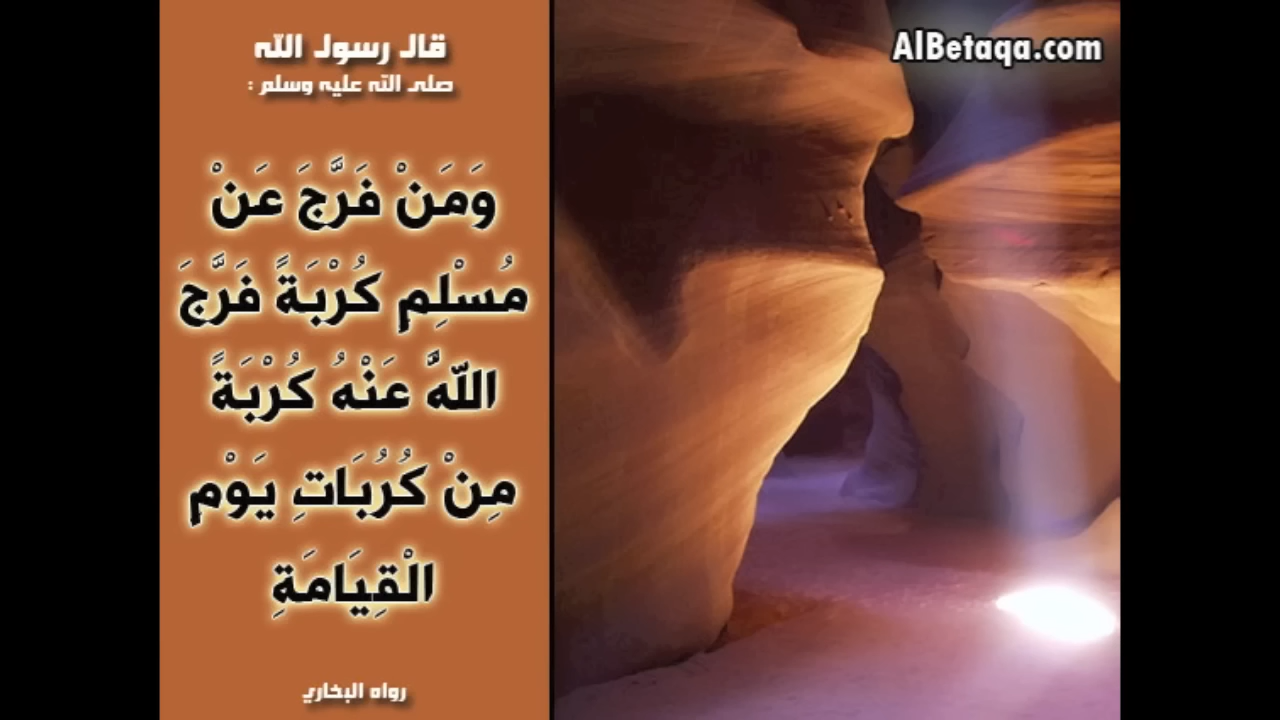 قال رسول الله
صلى الله عليه وسلم :
وَمَنْ فَرَّجَ عَنْ
مُسْلِمٍ كُرْبَةً فَرَّجَ
اللَّهُ عَنْهُ كُرْبَةً
مِنْ كُرُبَاتِ يَوْمِ
الْقِيَامَةِ
رواه البخاري
AlBetaqa.com